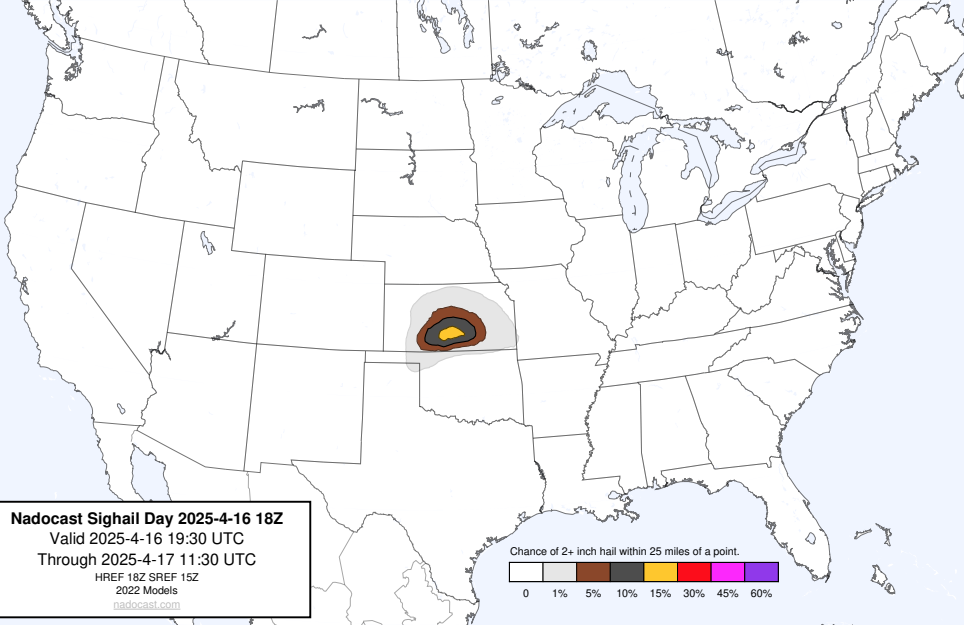 Nadocast Sighail Day 2025-4-16 18Z
Valid 2025-4-16 19:30 UTC
Through 2025-4-17 11:30 UTC
HREF 18Z SREF 15Z
2022 Models
nadocast.com
Chance of 2+ inch hail within 25 miles of a point.
0 1% 5% 10% 15% 30% 45% 60%